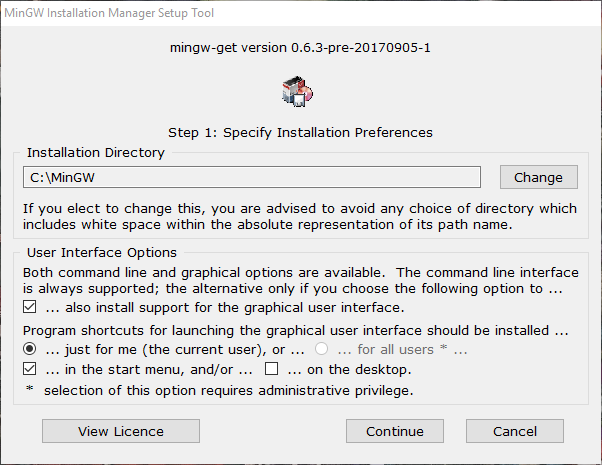 MinGW Installation Manager Setup Tool
mingw-get version 0.6.3-pre-20170905-1
Step 1: Specify Installation Preferences
Installation Directory
C:\MinGW
Change
If you elect to change this, you are advised to avoid any choice of directory which
includes white space within the absolute representation of its path name.
User Interface Options
Both command line and graphical options are available. The command line interface
is always supported; the alternative only if you choose the following option to ...
... also install support for the graphical user interface.
Program shortcuts for launching the graphical user interface should be installed ...
... just for me (the current user), or ... ... for all users * ...
... in the start menu, and/or ... ... on the desktop.
* selection of this option requires administrative privilege.
View Licence Continue Cancel